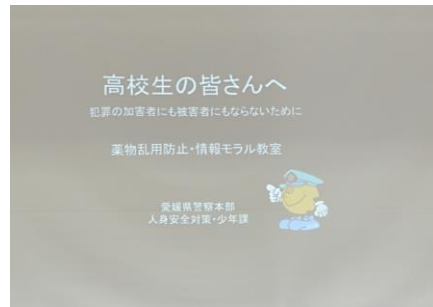 高校生の皆さんへ
犯罪の加害者にも被害者にもならないために
薬物乱用防止・情報モラル教室
愛媛県警察本部
人身安全対策・少年課